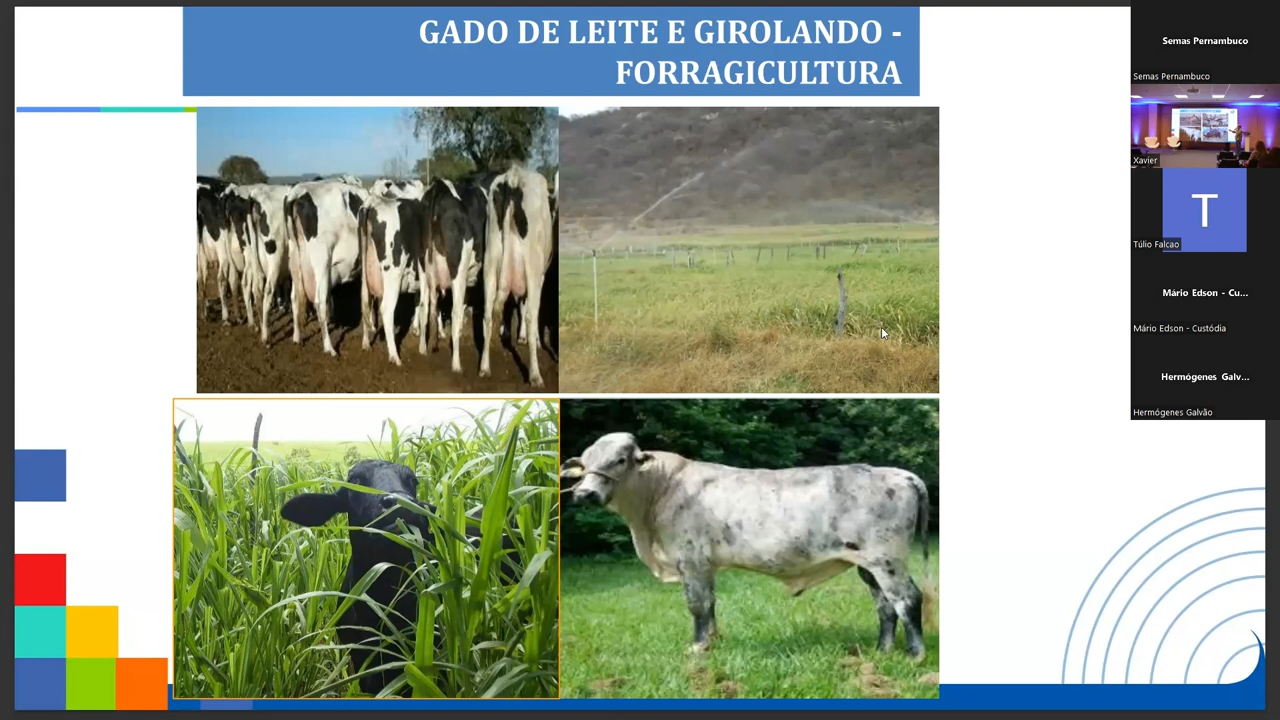 GADO DE LEITE E GIROLANDO -
FORRAGICULTURA
Semas Pernambuco
Semas Pernambuco
Xavier
T
Túlio Falcao
Mário Edson - Cu...
Mário Edson - Custódia
Hermógenes Galv...
Hermógenes Galvão